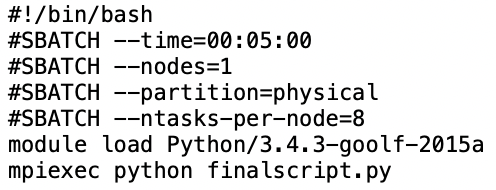 #!/bin/bash
#SBATCH --time=00:05:00
#SBATCH --nodes=1
#SBATCH --partition=physical
#SBATCH --ntasks-per-node=8
module load Python/3.4.3-goolf-2015a
mpiexec python finalscript.py